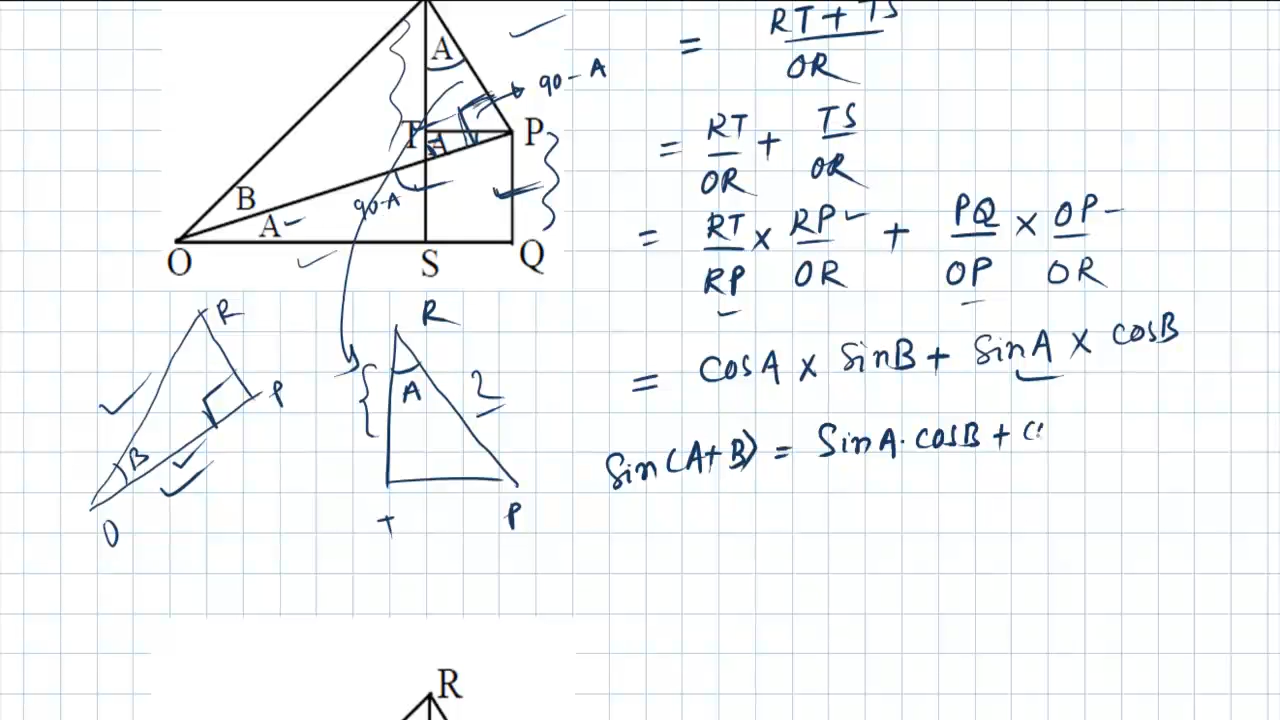 A
90-A
T
A
P
B
A
90-A
O
S
Q
= RT + TS / OR
= RT/OR + TS/OR
= RT/RP × RP/OR + PQ/OP × OP/OR
= cosA × sinB + sinA × cosB
Sin(A+B) = SinA·cosB +
R
B
P
O
R
A
T
P
R